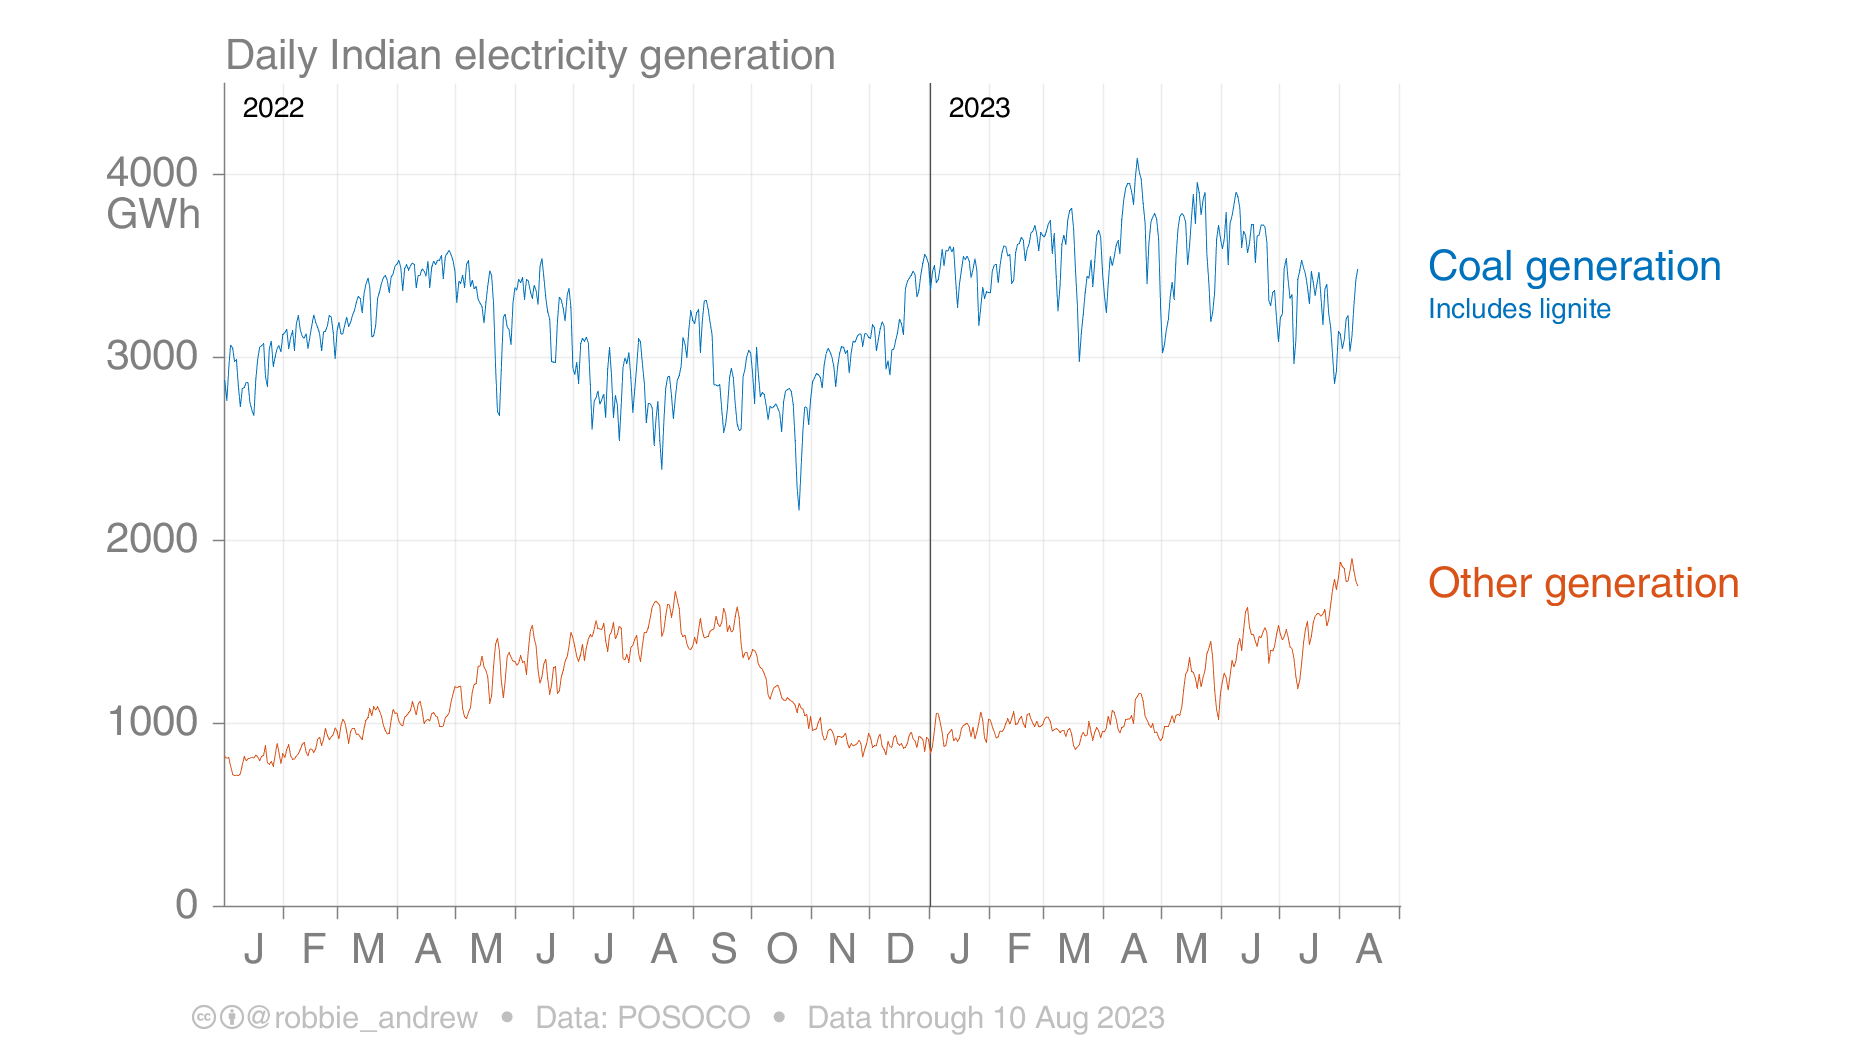 Daily Indian electricity generation
2022
2023
4000
GWh
3000
2000
1000
0
Coal generation
Includes lignite
Other generation
J F M A M J J A S O N D J F M A M J J A
@robbie_andrew • Data: POSOCO • Data through 10 Aug 2023